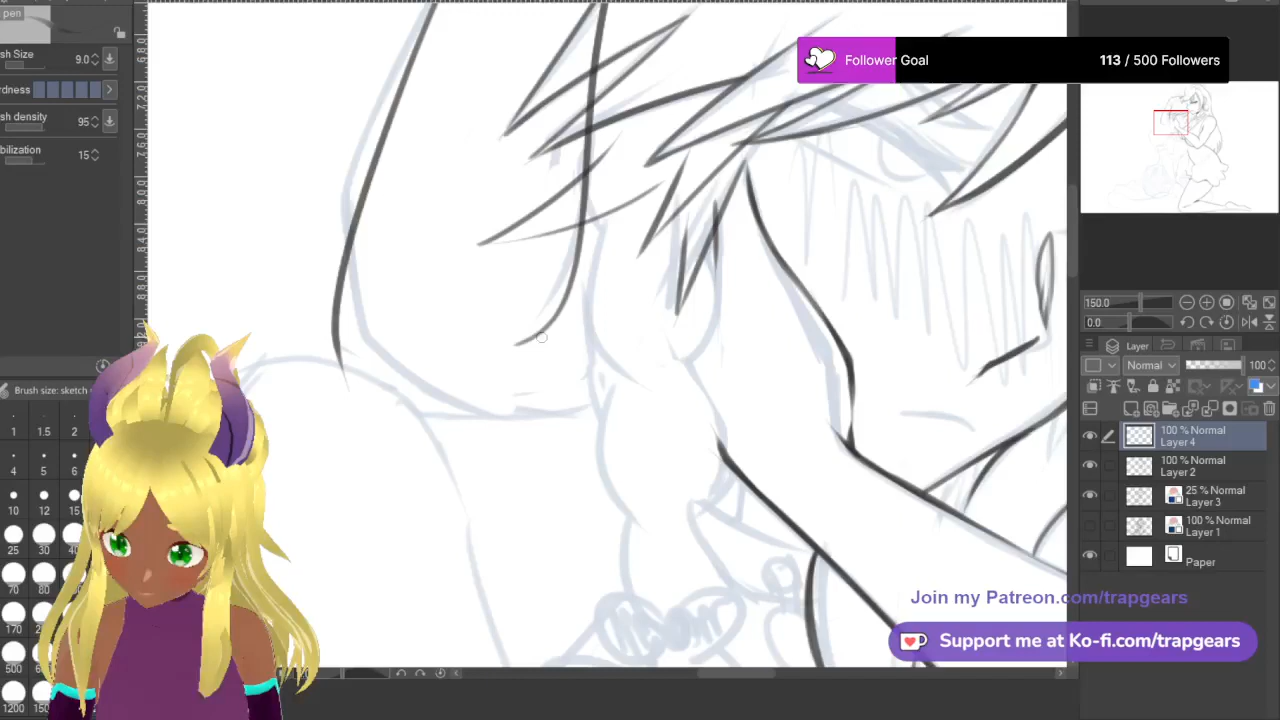 pen
sh Size
9.0
rdness
sh density
95
bilization
15
Follower Goal
113 / 500 Followers
150.0
0.0
Layer
Normal
100
100 % Normal
Layer 4
100 % Normal
Layer 2
25 % Normal
Layer 3
100 % Normal
Layer 1
Paper
Brush size: sketch
1 1.5 2
4 5 6
10 12 15
25 30 40
70 80
170
500
1200
Join my Patreon.com/trapgears
Support me at Ko-fi.com/trapgears